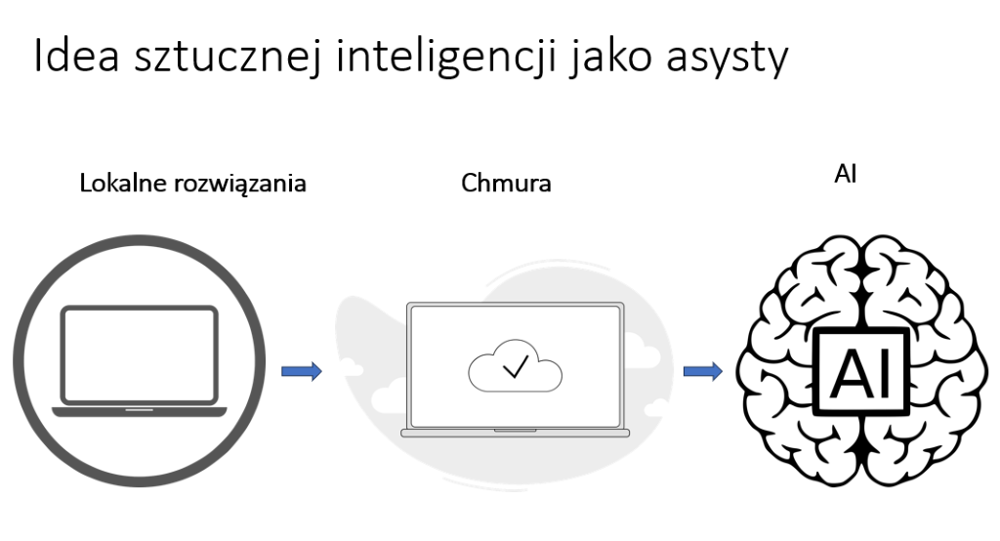 Idea sztucznej inteligencji jako asysty
Lokalne rozwiązania
Chmura
AI
AI